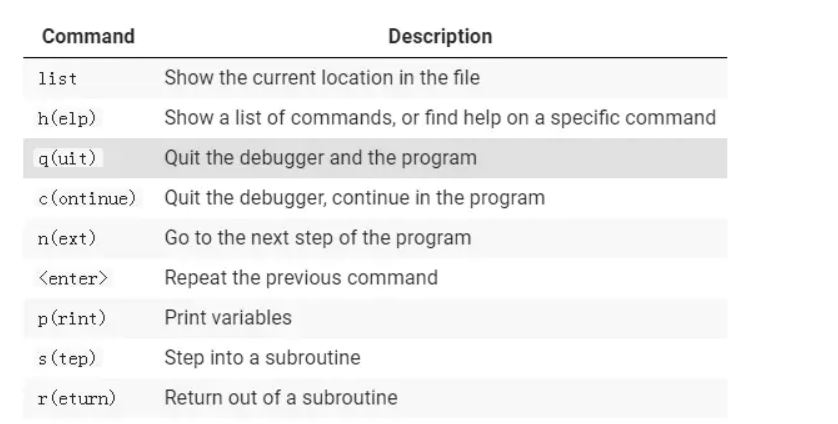 Command Description
list Show the current location in the file
h(elp) Show a list of commands, or find help on a specific command
q(uit) Quit the debugger and the program
c(ontinue) Quit the debugger, continue in the program
n(ext) Go to the next step of the program
<enter> Repeat the previous command
p(rint) Print variables
s(tep) Step into a subroutine
r(eturn) Return out of a subroutine